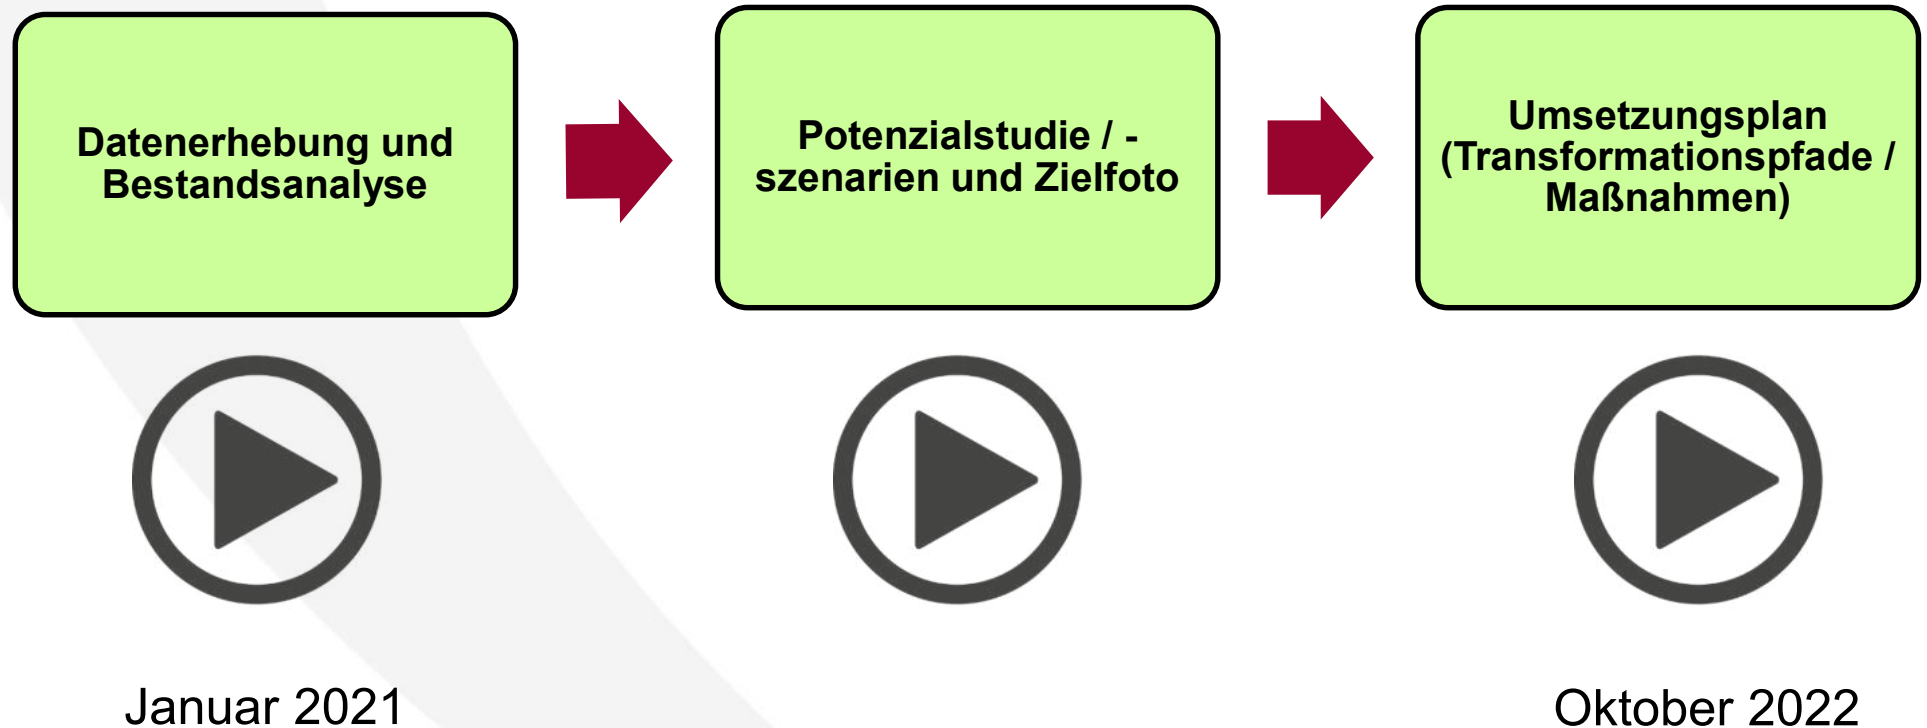 Datenerhebung und
Bestandsanalyse
Potenzialstudie / -
szenarien und Zielfoto
Umsetzungsplan
(Transformationspfade /
Maßnahmen)
Januar 2021
Oktober 2022